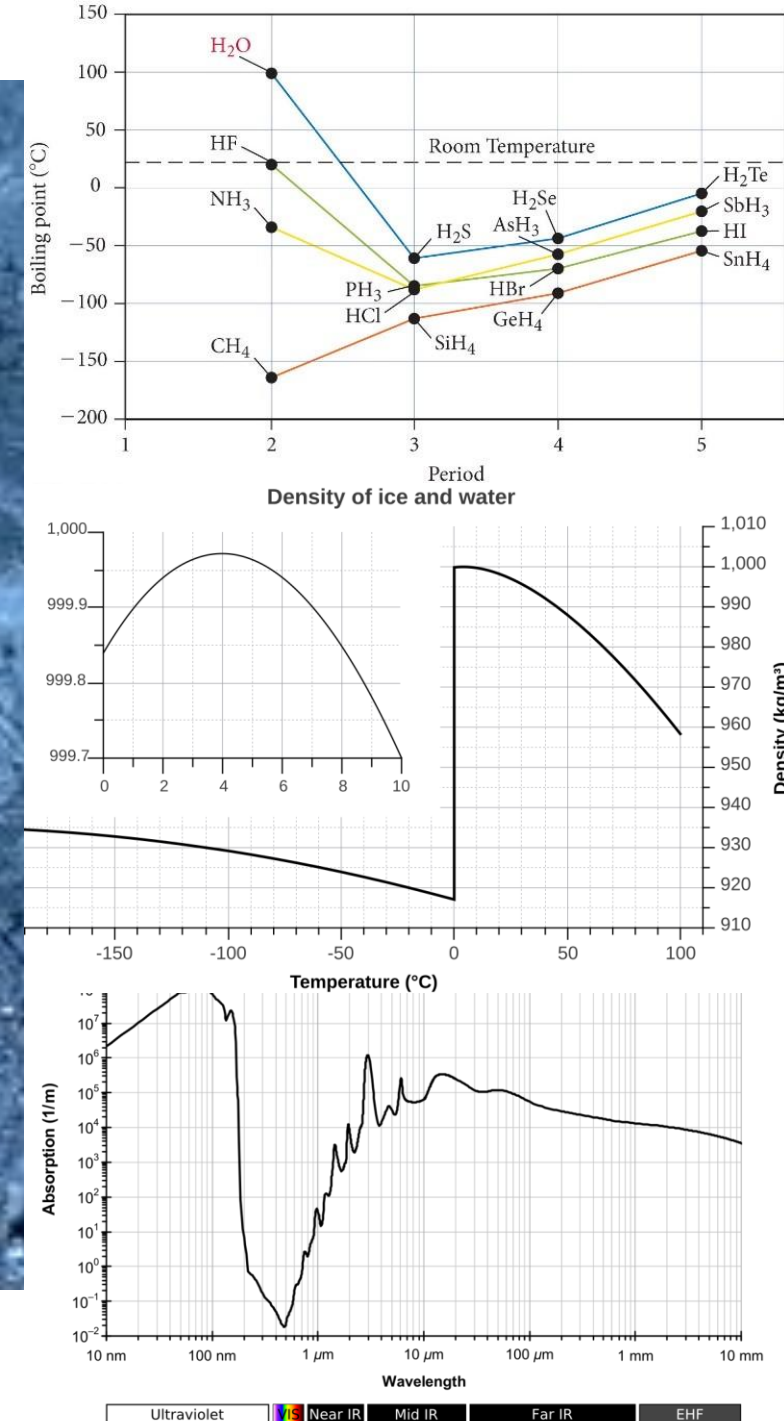 150
100
50
0
−50
−100
−150
−200
Boiling point (°C)
H₂O
HF
NH₃
CH₄
Room Temperature
H₂S
PH₃
HCl
SiH₄
H₂Se
AsH₃
HBr
GeH₄
H₂Te
SbH₃
HI
SnH₄
1 2 3 4 5
Period
Density of ice and water
1,000
999.9
999.8
999.7
0 2 4 6 8 10
1,010
1,000
990
980
970
960
950
940
930
920
910
Density (kg/m³)
-150 -100 -50 0 50 100
Temperature (°C)
10⁷
10⁶
10⁵
10⁴
10³
10²
10¹
10⁰
10⁻¹
10⁻²
Absorption (1/m)
10 nm 100 nm 1 µm 10 µm 100 µm 1 mm 10 mm
Wavelength
Ultraviolet VIS Near IR Mid IR Far IR EHF